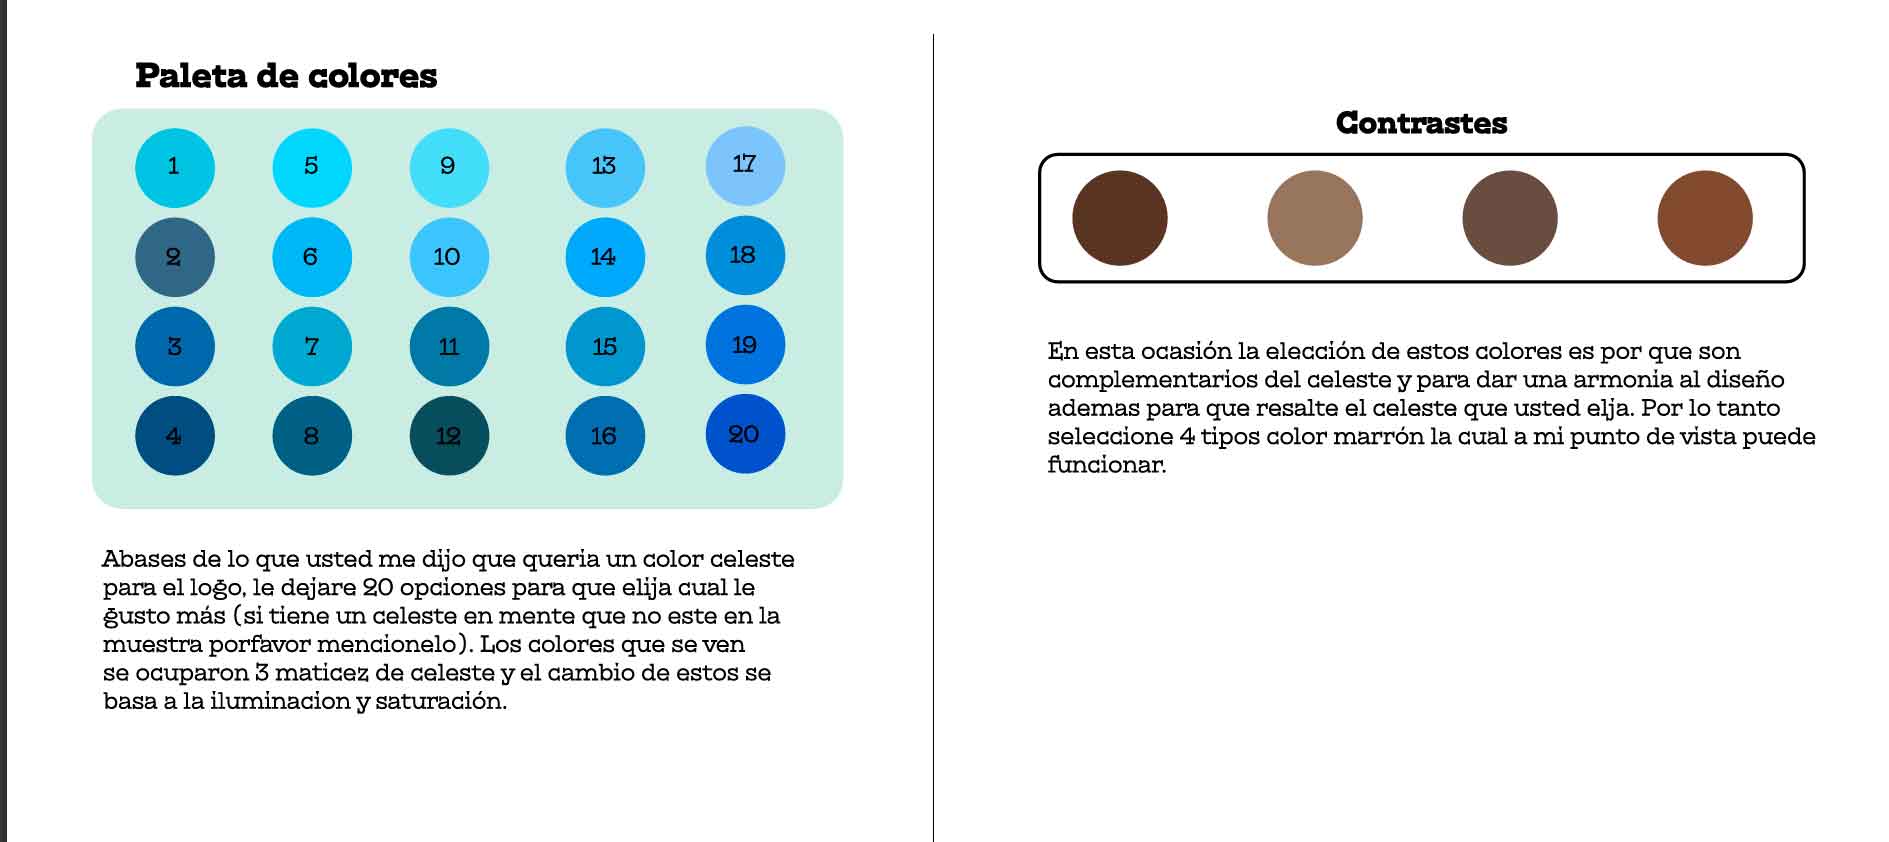 Paleta de colores
1 5 9 13 17
2 6 10 14 18
3 7 11 15 19
4 8 12 16 20
Abases de lo que usted me dijo que queria un color celeste
para el logo, le dejare 20 opciones para que elija cual le
gusto más (si tiene un celeste en mente que no este en la
muestra porfavor mencionelo). Los colores que se ven
se ocuparon 3 maticez de celeste y el cambio de estos se
basa a la iluminacion y saturación.
Contrastes
En esta ocasión la elección de estos colores es por que son
complementarios del celeste y para dar una armonia al diseño
ademas para que resalte el celeste que usted elja. Por lo tanto
seleccione 4 tipos color marrón la cual a mi punto de vista puede
funcionar.